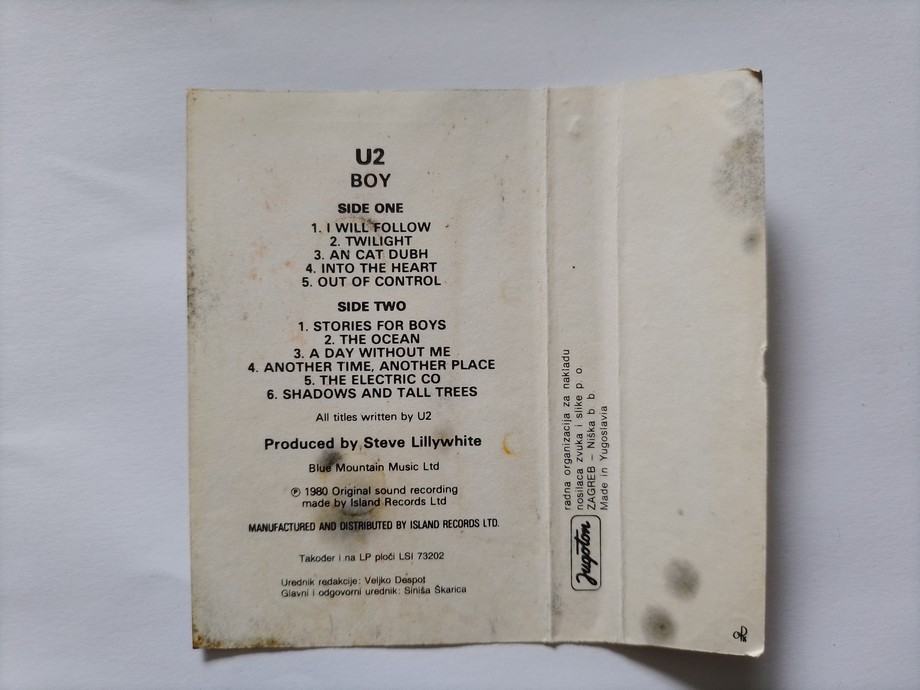 U2
BOY
SIDE ONE
1. I WILL FOLLOW
2. TWILIGHT
3. AN CAT DUBH
4. INTO THE HEART
5. OUT OF CONTROL
SIDE TWO
1. STORIES FOR BOYS
2. THE OCEAN
3. A DAY WITHOUT ME
4. ANOTHER TIME, ANOTHER PLACE
5. THE ELECTRIC CO
6. SHADOWS AND TALL TREES
All titles written by U2
Produced by Steve Lillywhite
Blue Mountain Music Ltd
℗ 1980 Original sound recording
made by Island Records Ltd
MANUFACTURED AND DISTRIBUTED BY ISLAND RECORDS LTD.
Također i na LP ploči LSI 73202
Urednik redakcije: Veljko Despot
Glavni i odgovorni urednik: Siniša Škarica
Jugoton
radna organizacija za nakladu
nosilaca zvuka i slike p. o.
ZAGREB – Niška b. b.
Made in Yugoslavia